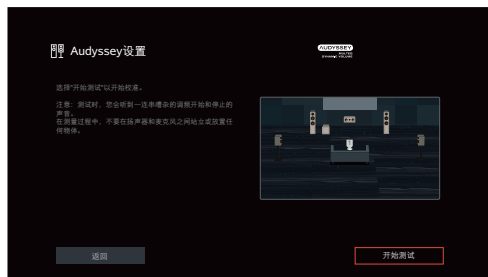 Audyssey设置
AUDYSSEY
MULTEQ
DYNAMIC VOLUME
选择“开始测试”以开始校准。
注意：测试时，您会听到一连串嘈杂的调频开始和停止的
声音。
在测量过程中，不要在扬声器和麦克风之间站立或放置任
何物体。
返回
开始测试